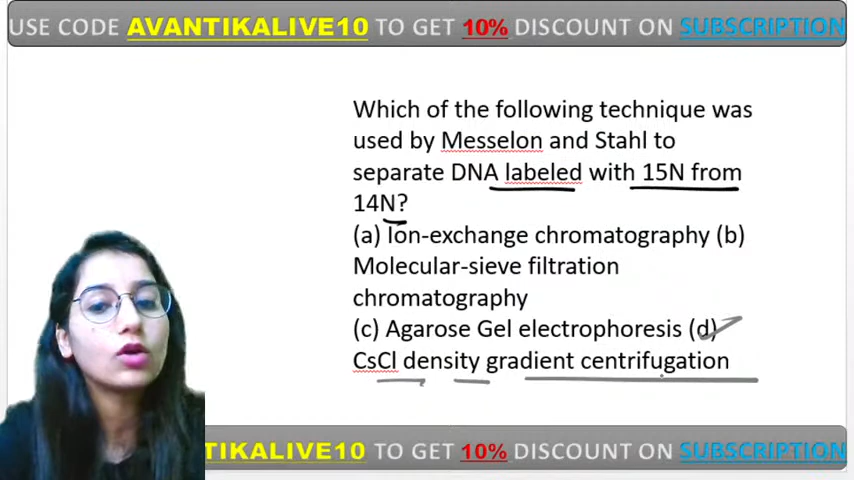 USE CODE AVANTIKALIVE10 TO GET 10% DISCOUNT ON SUBSCRIPTION
Which of the following technique was
used by Messelon and Stahl to
separate DNA labeled with 15N from
14N?
(a) Ion-exchange chromatography (b)
Molecular-sieve filtration
chromatography
(c) Agarose Gel electrophoresis (d)
CsCl density gradient centrifugation
TIKALIVE10 TO GET 10% DISCOUNT ON SUBSCRIPTION